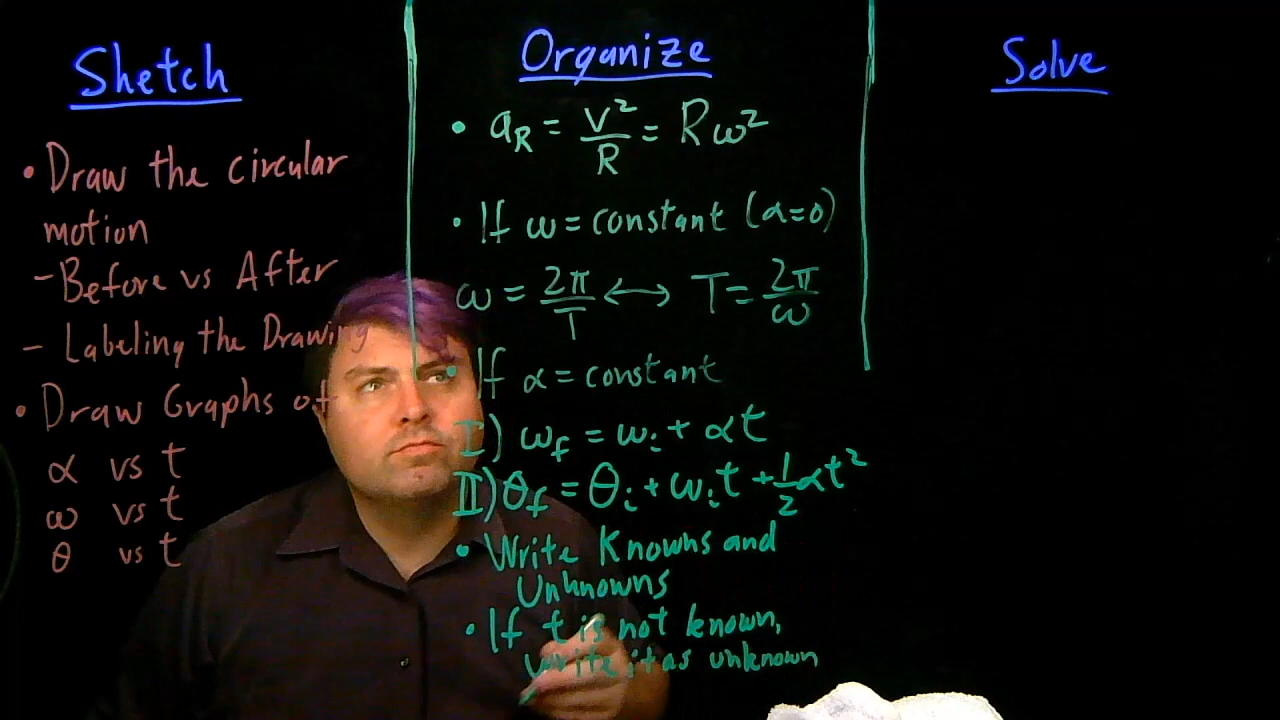 Sketch
• Draw the circular
motion
- Before vs After
- Labeling the Drawing
• Draw Graphs of
α vs t
ω vs t
θ vs t
Organize
• a_R = v²/R = Rω²
• If ω = constant (α=0)
ω = 2π/T ↔ T = 2π/ω
• If α = constant
I) ω_f = ω_i + αt
II) θ_f = θ_i + ω_i t + 1/2 αt²
• Write Knowns and
Unknowns
• If t is not known,
write it as unknown
Solve